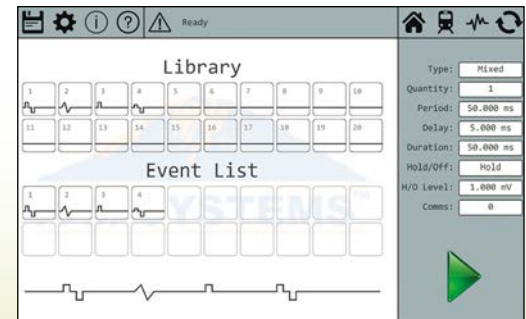 Ready
Library
1 2 3 4 5 6 7 8 9 10
11 12 13 14 15 16 17 18 19 20
Event List
1 2 3 4
SYSTEMS™
Type: Mixed
Quantity: 1
Period: 50.000 ms
Delay: 5.000 ms
Duration: 50.000 ms
Hold/Off: Hold
H/O Level: 1.000 mV
Comms: 0